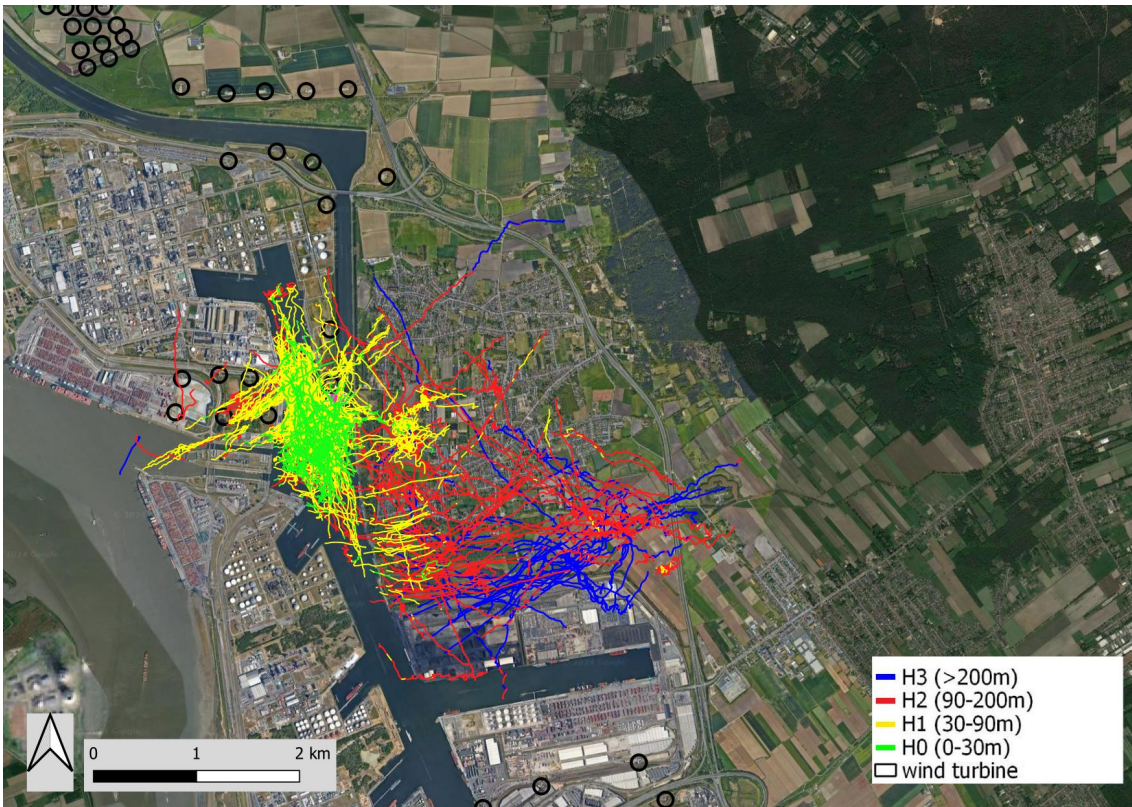 H3 (>200m)
H2 (90-200m)
H1 (30-90m)
H0 (0-30m)
wind turbine
0 1 2 km